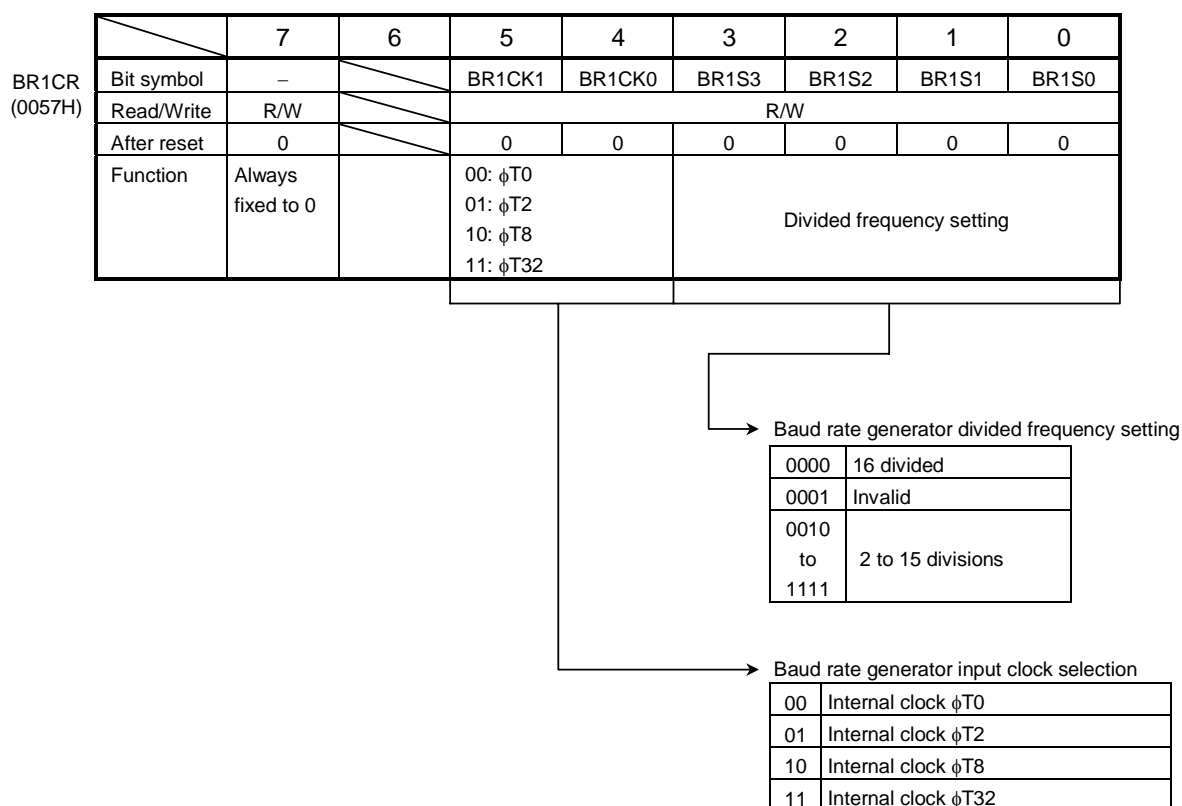 7 6 5 4 3 2 1 0
BR1CR
(0057H)
Bit symbol – BR1CK1 BR1CK0 BR1S3 BR1S2 BR1S1 BR1S0
Read/Write R/W R/W
After reset 0 0 0 0 0 0 0
Function Always
fixed to 0
00: ϕT0
01: ϕT2
10: ϕT8
11: ϕT32
Divided frequency setting
Baud rate generator divided frequency setting
0000 16 divided
0001 Invalid
0010
to
1111
2 to 15 divisions
Baud rate generator input clock selection
00 Internal clock ϕT0
01 Internal clock ϕT2
10 Internal clock ϕT8
11 Internal clock ϕT32